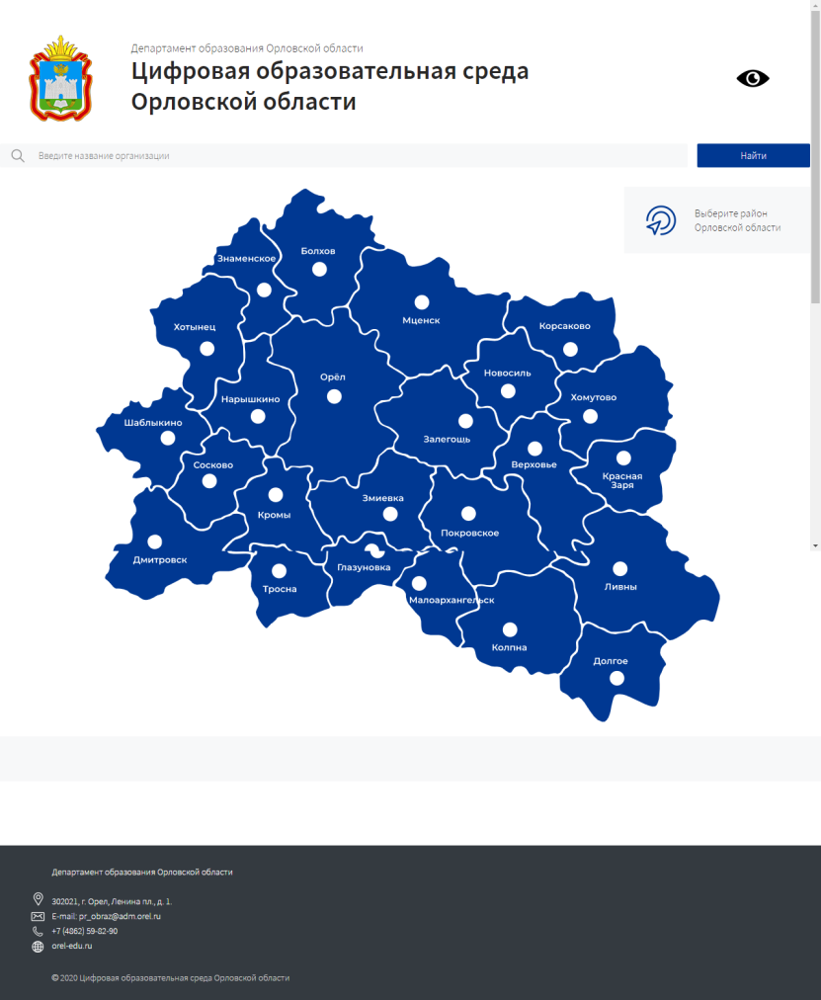 Департамент образования Орловской области
Цифровая образовательная среда
Орловской области
Введите название организации
Найти
Выберите район
Орловской области
Болхов
Знаменское
Мценск
Хотынец
Корсаково
Орёл
Новосиль
Нарышкино
Хомутово
Шаблыкино
Залегощь
Сосково
Верховье
Красная
Заря
Змиевка
Кромы
Покровское
Дмитровск
Глазуновка
Тросна
Ливны
Малоархангельск
Колпна
Долгое
Департамент образования Орловской области
302021, г. Орел, Ленина пл., д. 1.
E-mail: pr_obraz@adm.orel.ru
+7 (4862) 59-82-90
orel-edu.ru
© 2020 Цифровая образовательная среда Орловской области